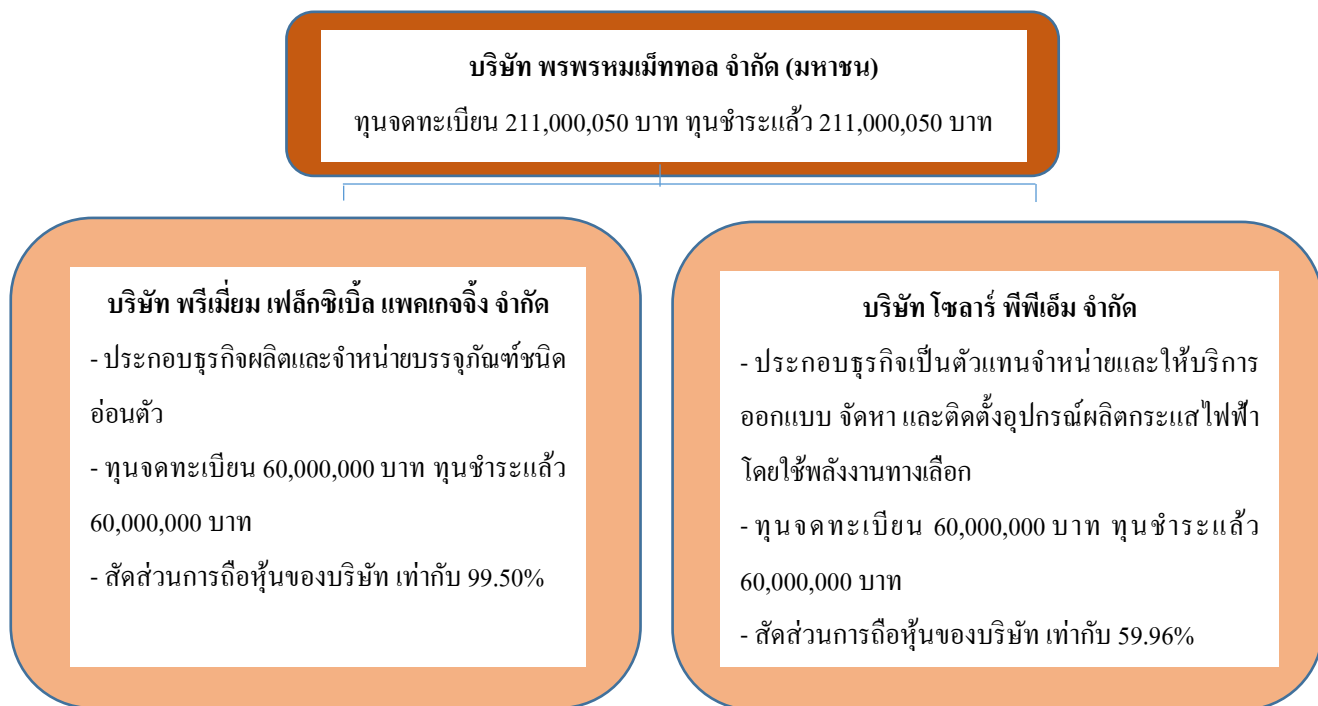 บริษัท พรพรหมเม็ททอล จำกัด (มหาชน)
ทุนจดทะเบียน 211,000,050 บาท ทุนชำระแล้ว 211,000,050 บาท
บริษัท พรีเมี่ยม เฟล็กซิเบิ้ล แพคเกจจิ้ง จำกัด
- ประกอบธุรกิจผลิตและจำหน่ายบรรจุภัณฑ์ชนิด
อ่อนตัว
- ทุนจดทะเบียน 60,000,000 บาท ทุนชำระแล้ว
60,000,000 บาท
- สัดส่วนการถือหุ้นของบริษัท เท่ากับ 99.50%
บริษัท โซลาร์ พีพีเอ็ม จำกัด
- ประกอบธุรกิจเป็นตัวแทนจำหน่ายและให้บริการ
ออกแบบ จัดหา และติดตั้งอุปกรณ์ผลิตกระแสไฟฟ้า
โดยใช้พลังงานทางเลือก
- ทุนจดทะเบียน 60,000,000 บาท ทุนชำระแล้ว
60,000,000 บาท
- สัดส่วนการถือหุ้นของบริษัท เท่ากับ 59.96%